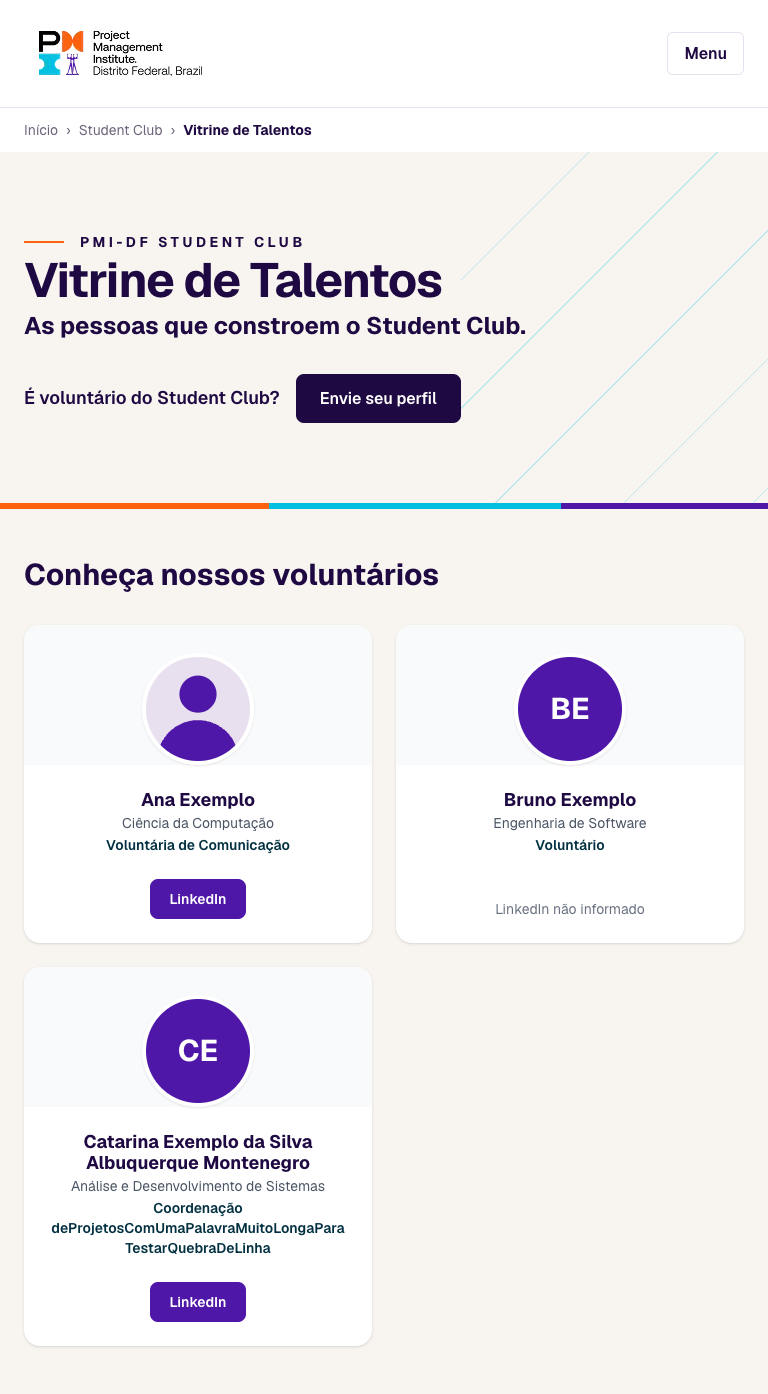 Project
Management
Institute.
Distrito Federal, Brazil
Menu
Início › Student Club › Vitrine de Talentos
PMI-DF STUDENT CLUB
Vitrine de Talentos
As pessoas que constroem o Student Club.
É voluntário do Student Club? Envie seu perfil
Conheça nossos voluntários
Ana Exemplo
Ciência da Computação
Voluntária de Comunicação
LinkedIn
BE
Bruno Exemplo
Engenharia de Software
Voluntário
LinkedIn não informado
CE
Catarina Exemplo da Silva
Albuquerque Montenegro
Análise e Desenvolvimento de Sistemas
Coordenação
deProjetosComUmaPalavraMuitoLongaPara
TestarQuebraDeLinha
LinkedIn